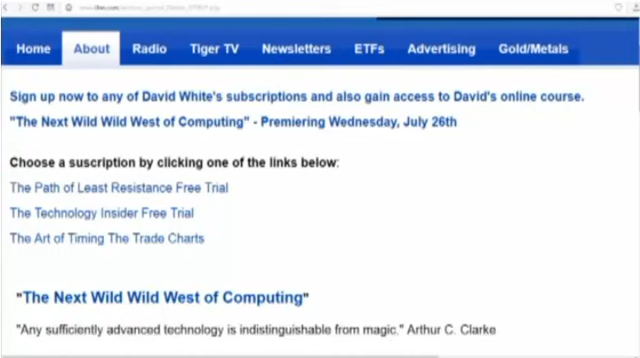 Home About Radio Tiger TV Newsletters ETFs Advertising Gold/Metals
Sign up now to any of David White's subscriptions and also gain access to David's online course.
"The Next Wild Wild West of Computing" - Premiering Wednesday, July 26th
Choose a suscription by clicking one of the links below:
The Path of Least Resistance Free Trial
The Technology Insider Free Trial
The Art of Timing The Trade Charts
"The Next Wild Wild West of Computing"
"Any sufficiently advanced technology is indistinguishable from magic." Arthur C. Clarke